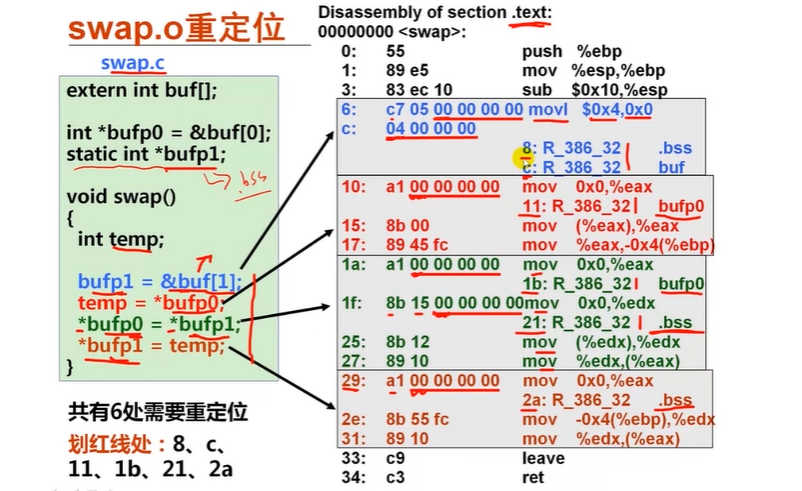 swap.o重定位
swap.c
extern int buf[];
int *bufp0 = &buf[0];
static int *bufp1;
.bss
void swap()
{
int temp;
bufp1 = &buf[1];
temp = *bufp0;
*bufp0 = *bufp1;
*bufp1 = temp;
}
共有6处需要重定位
划红线处：8、c、
11、1b、21、2a
Disassembly of section .text:
00000000 <swap>:
0: 55 push %ebp
1: 89 e5 mov %esp,%ebp
3: 83 ec 10 sub $0x10,%esp
6: c7 05 00 00 00 00 movl $0x4,0x0
c: 04 00 00 00
8: R_386_32 .bss
c: R_386_32 buf
10: a1 00 00 00 00 mov 0x0,%eax
11: R_386_32 bufp0
15: 8b 00 mov (%eax),%eax
17: 89 45 fc mov %eax,-0x4(%ebp)
1a: a1 00 00 00 00 mov 0x0,%eax
1b: R_386_32 bufp0
1f: 8b 15 00 00 00 00mov 0x0,%edx
21: R_386_32 .bss
25: 8b 12 mov (%edx),%edx
27: 89 10 mov %edx,(%eax)
29: a1 00 00 00 00 mov 0x0,%eax
2a: R_386_32 .bss
2e: 8b 55 fc mov -0x4(%ebp),%edx
31: 89 10 mov %edx,(%eax)
33: c9 leave
34: c3 ret